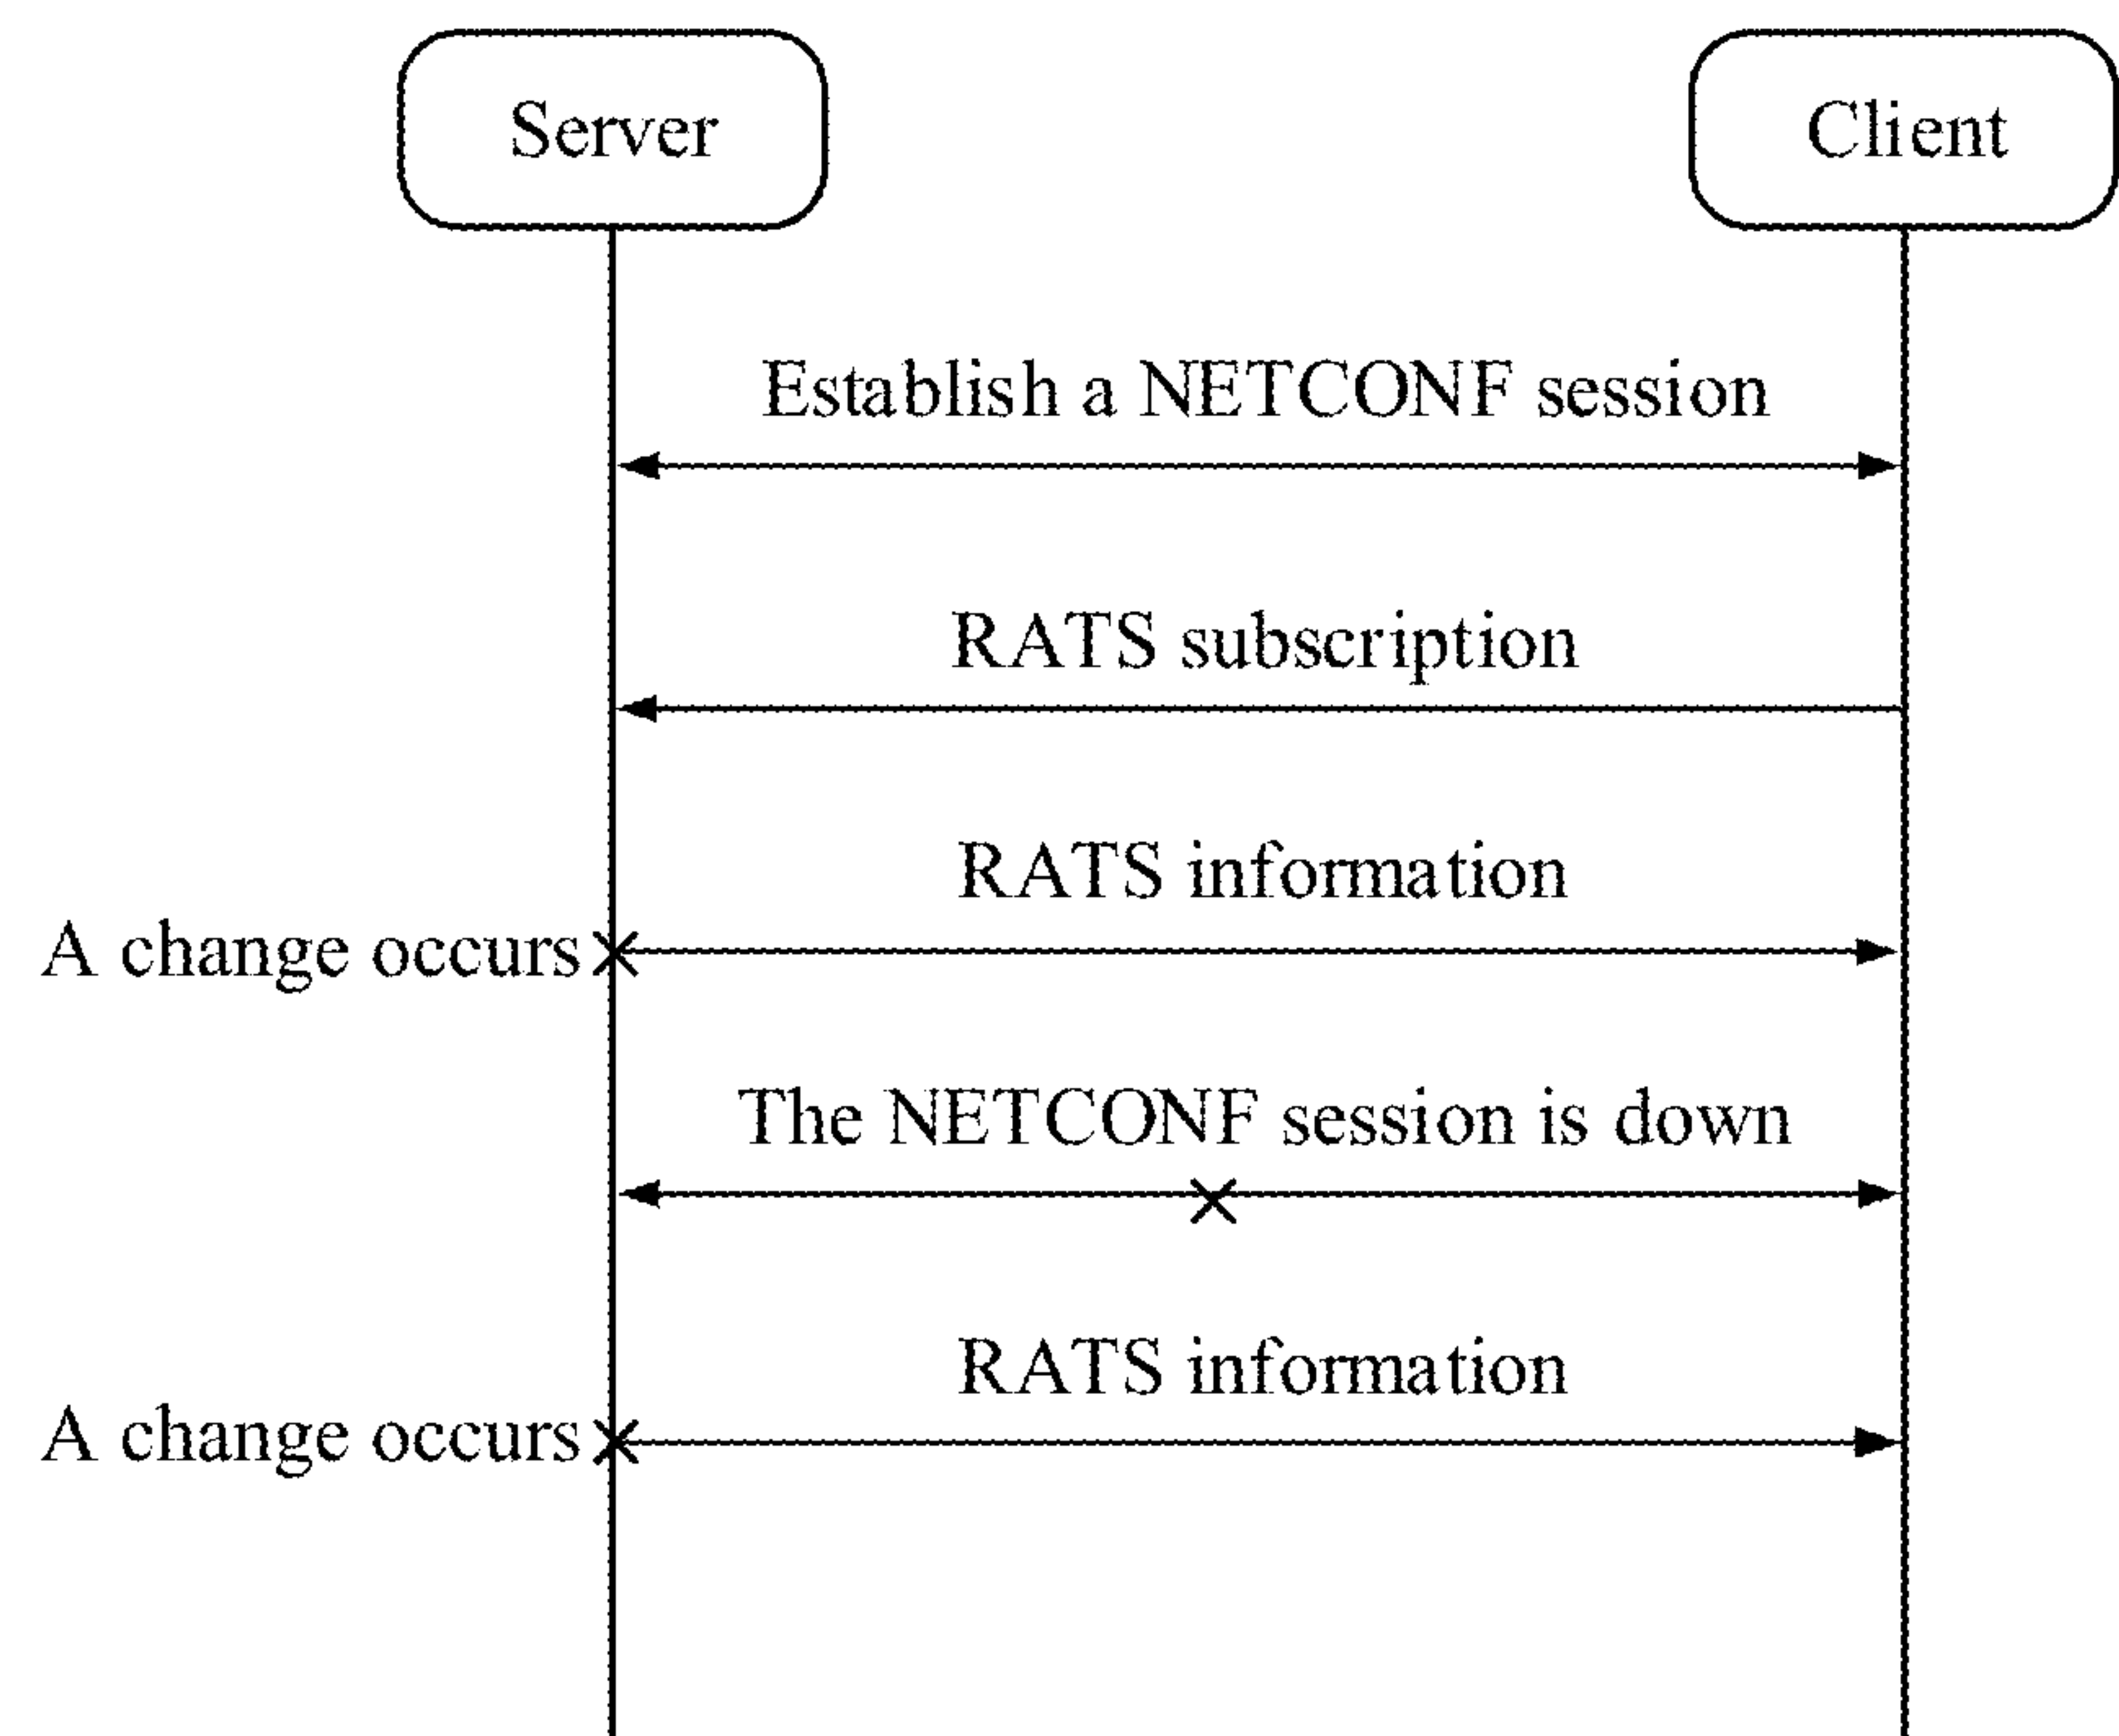 Server
Client
Establish a NETCONF session
RATS subscription
RATS information
A change occurs
The NETCONF session is down
RATS information
A change occurs